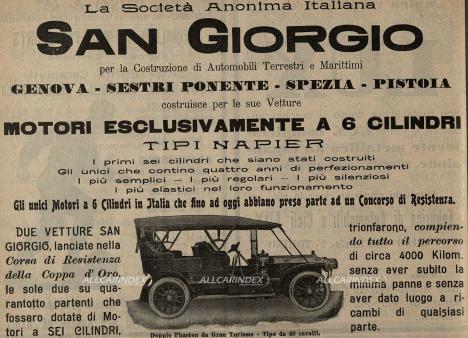 La Società Anonima Italiana
SAN GIORGIO
per la Costruzione di Automobili Terrestri e Marittimi
GENOVA - SESTRI PONENTE - SPEZIA - PISTOIA
costruisce per le sue Vetture
MOTORI ESCLUSIVAMENTE A 6 CILINDRI
TIPI NAPIER
I primi sei cilindri che siano stati costruiti
Gli unici che contino quattro anni di perfezionamenti
I più semplici - I più regolari - I più silenziosi
I più elastici nel loro funzionamento
Gli unici Motori a 6 Cilindri in Italia che fino ad oggi abbiano preso parte ad un Concorso di Resistenza.
DUE VETTURE SAN
GIORGIO, lanciate nella
Corsa di Resistenza
della Coppa d'Oro,
le sole due su qua-
rantotto partenti che
fossero dotate di Mo-
tori a SEI CILINDRI,
ALLCARINDEX
ALLCARINDEX
Doppio Phaeton da Gran Turismo - Tipo da 40 cavalli.
trionfarono, compien-
do tutto il percorso
di circa 4000 Kilom.
senza aver subìto la
minima panne e senza
aver dato luogo a ri-
cambi di qualsiasi
parte.